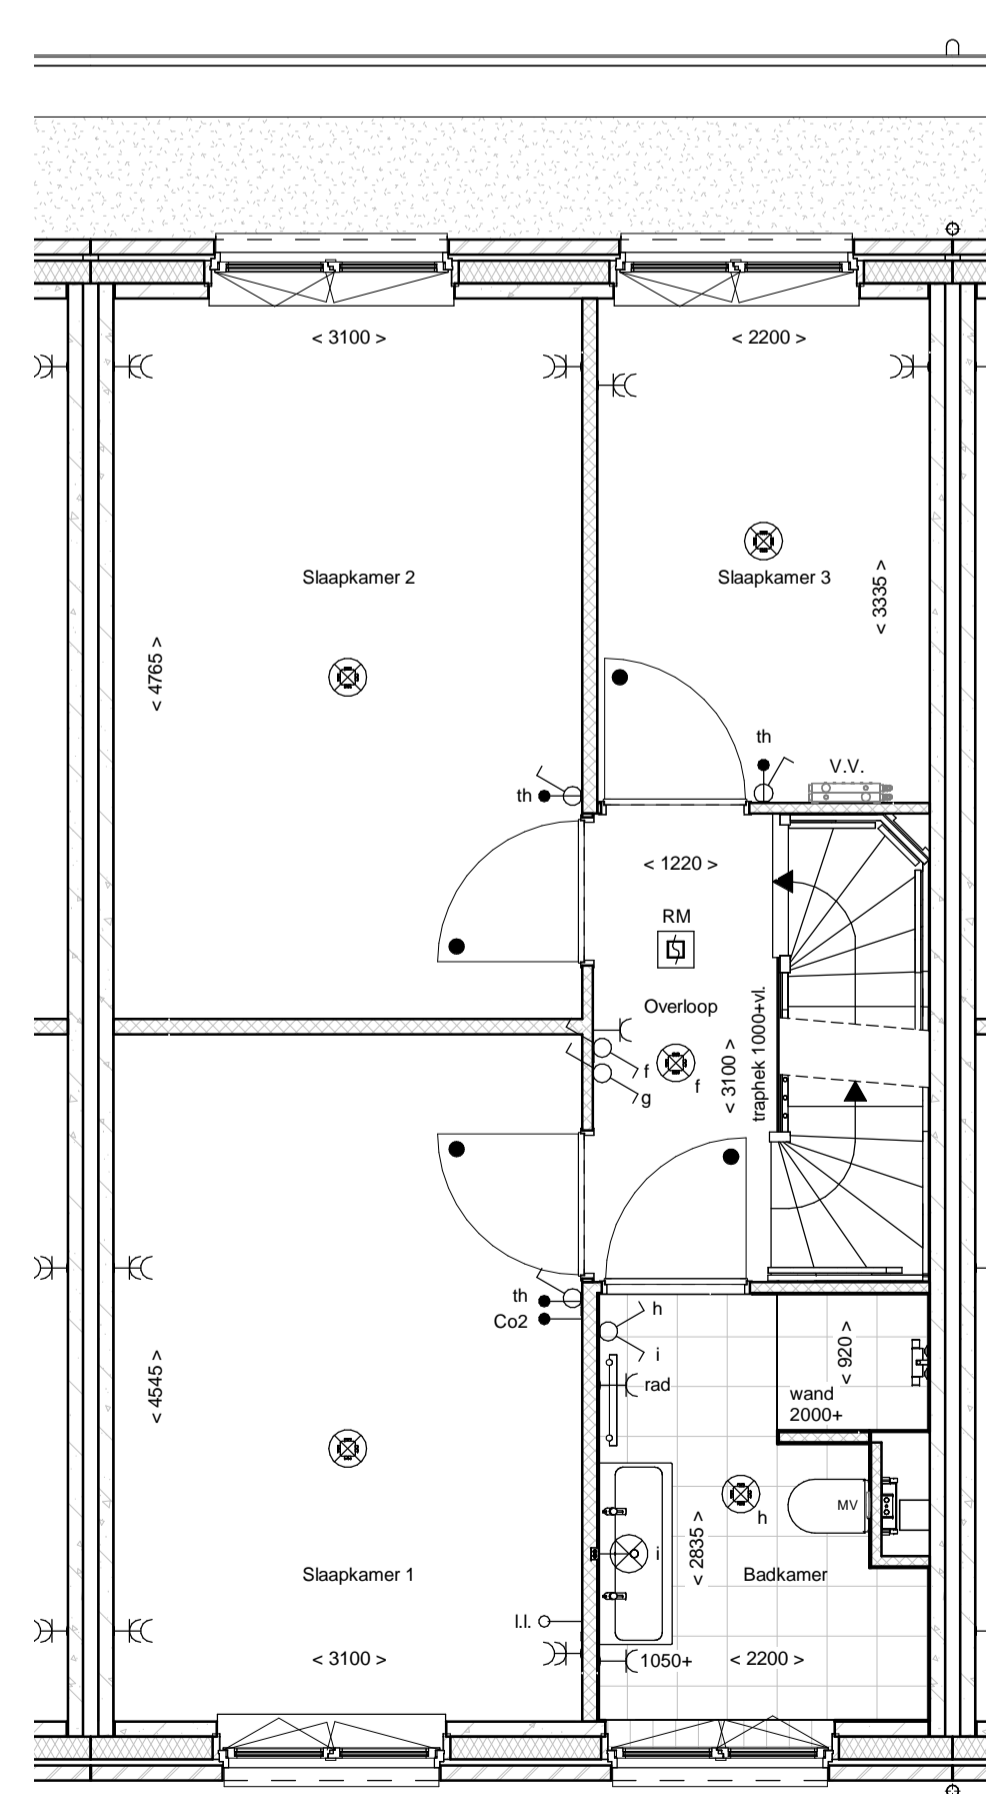 < 3100 >
< 2200 >
Slaapkamer 2
Slaapkamer 3
< 3335 >
< 4765 >
th
V.V.
th
< 1220 >
RM
Overloop
traphek 1000+vl.
< 3100 >
f
f
g
th
Co2
h
i
rad
< 920 >
wand
2000+
< 4545 >
MV
h
i
< 2835 >
Slaapkamer 1
Badkamer
l.l.
< 3100 >
1050+
< 2200 >